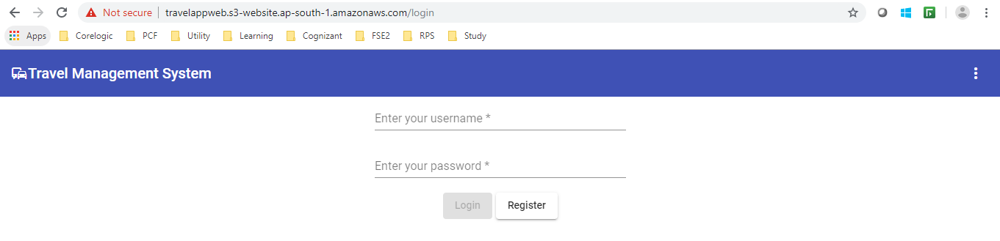 Not secure travelappweb.s3-website.ap-south-1.amazonaws.com/login
Apps Corelogic PCF Utility Learning Cognizant FSE2 RPS Study
Travel Management System
Enter your username *
Enter your password *
Login Register